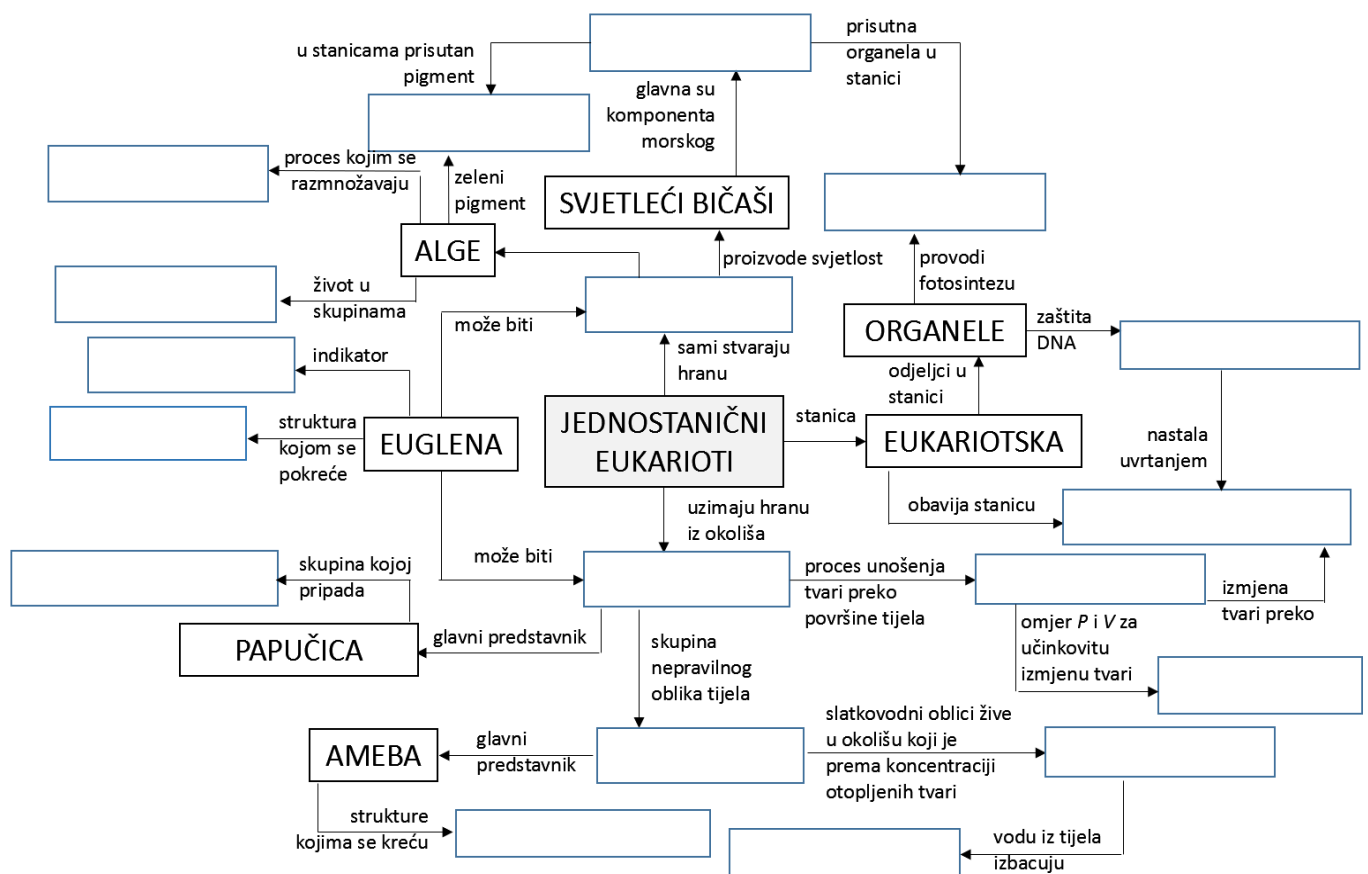 u stanicama prisutan
pigment
prisutna
organela u
stanici
glavna su
komponenta
morskog
proces kojim se
razmnožavaju
zeleni
pigment
SVJETLEĆI BIČAŠI
ALGE
proizvode svjetlost
provodi
fotosintezu
život u
skupinama
može biti
ORGANELE
zaštita
DNA
indikator
sami stvaraju
hranu
odjeljci u
stanici
struktura
kojom se
pokreće
EUGLENA
JEDNOSTANIČNI
EUKARIOTI
stanica
EUKARIOTSKA
nastala
uvrtanjem
uzimaju hranu
iz okoliša
obavija stanicu
skupina kojoj
pripada
može biti
proces unošenja
tvari preko
površine tijela
izmjena
tvari preko
PAPUČICA
glavni predstavnik
skupina
nepravilnog
oblika tijela
omjer P i V za
učinkovitu
izmjenu tvari
AMEBA
glavni
predstavnik
slatkovodni oblici žive
u okolišu koji je
prema koncentraciji
otopljenih tvari
strukture
kojima se kreću
vodu iz tijela
izbacuju